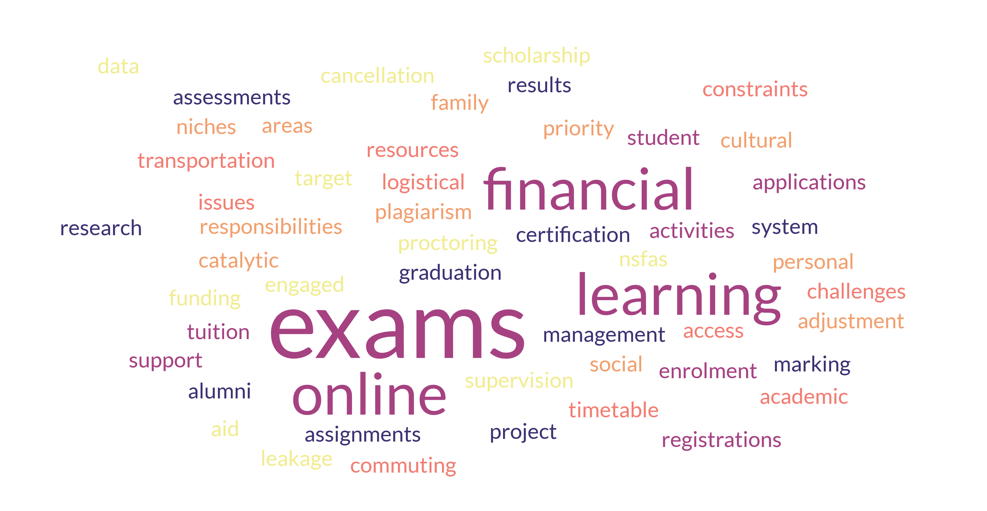 scholarship
data
cancellation
results
constraints
assessments
family
niches areas
priority
student
cultural
transportation
resources
target
logistical
financial
applications
issues
plagiarism
research
responsibilities
certification
activities
system
proctoring
catalytic
graduation
nsfas
personal
engaged
learning
challenges
funding
adjustment
tuition
exams
management
access
support
social
enrolment
marking
alumni
online
supervision
academic
timetable
aid
assignments
project
registrations
leakage
commuting